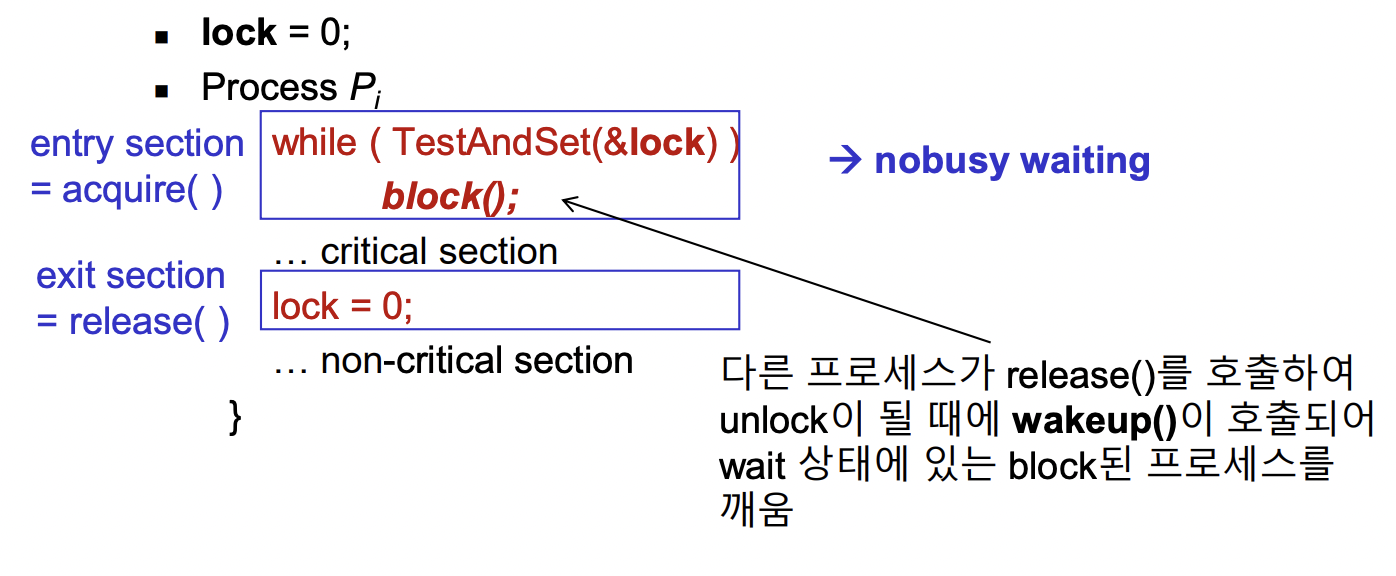 ▪ lock = 0;
▪ Process Pi
entry section
= acquire( )
while ( TestAndSet(&lock) )
block();
→ nobusy waiting
… critical section
exit section
= release( )
lock = 0;
… non-critical section
}
다른 프로세스가 release()를 호출하여
unlock이 될 때에 wakeup()이 호출되어
wait 상태에 있는 block된 프로세스를
깨움